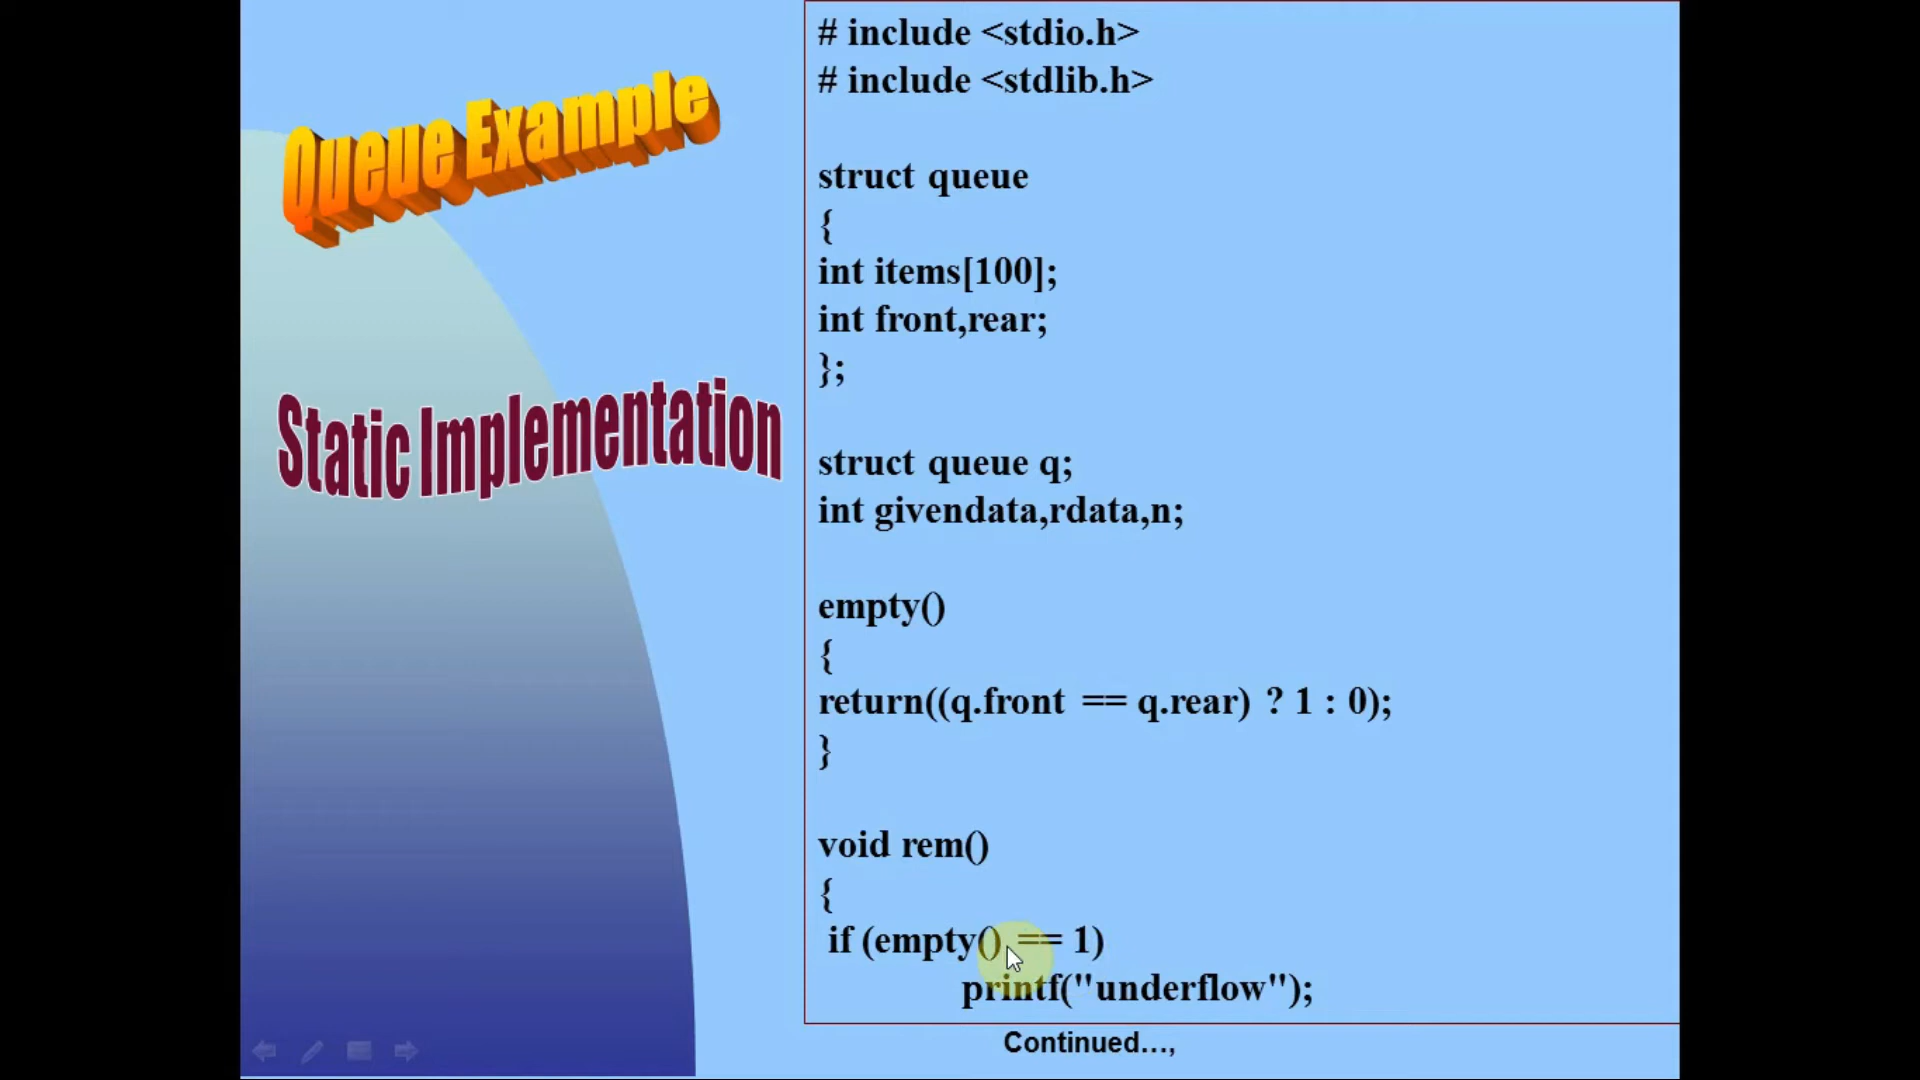 Queue Example
Static Implementation
# include <stdio.h>
# include <stdlib.h>
struct queue
{
int items[100];
int front,rear;
};
struct queue q;
int givendata,rdata,n;
empty()
{
return((q.front == q.rear) ? 1 : 0);
}
void rem()
{
if (empty() == 1)
printf("underflow");
Continued…,